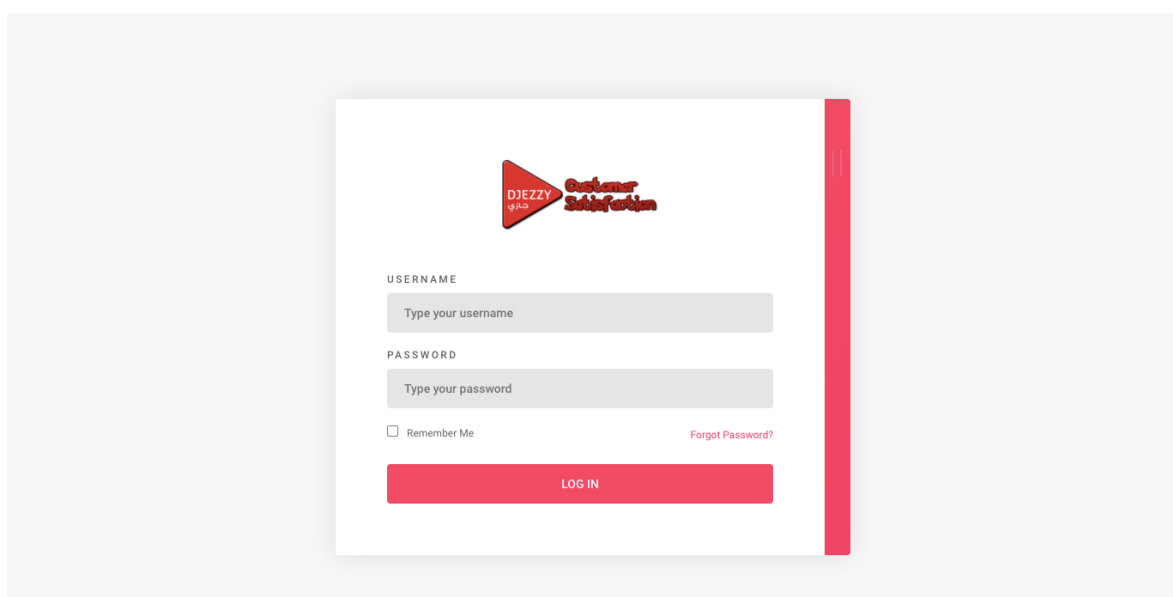 DJEZZY
جازي
Customer
Satisfaction
USERNAME
Type your username
PASSWORD
Type your password
Remember Me
Forgot Password?
LOG IN